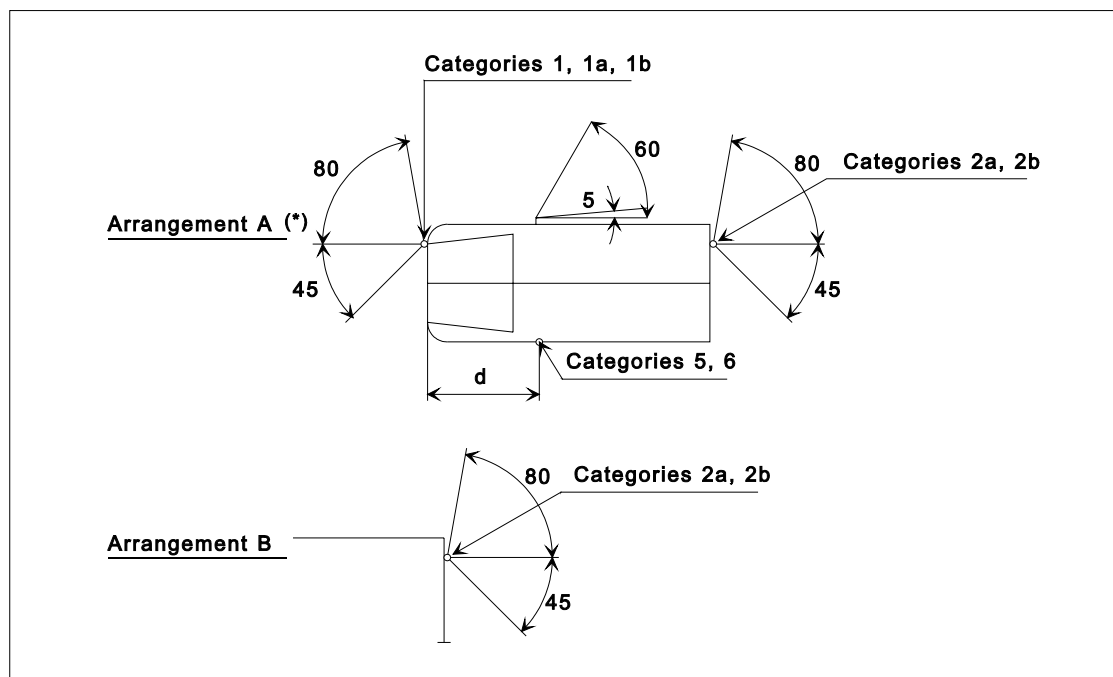 Categories 1, 1a, 1b
80
60
80
Categories 2a, 2b
5
Arrangement A (*)
45
45
Categories 5, 6
d
80
Categories 2a, 2b
Arrangement B
45